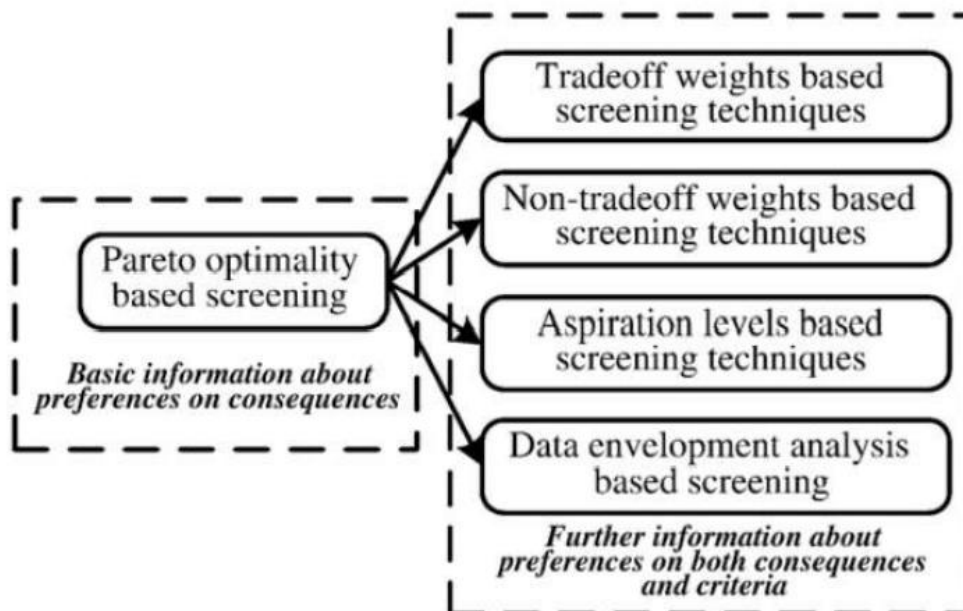 Tradeoff weights based
screening techniques
Non-tradeoff weights based
screening techniques
Pareto optimality
based screening
Aspiration levels based
screening techniques
Basic information about
preferences on consequences
Data envelopment analysis
based screening
Further information about
preferences on both consequences
and criteria